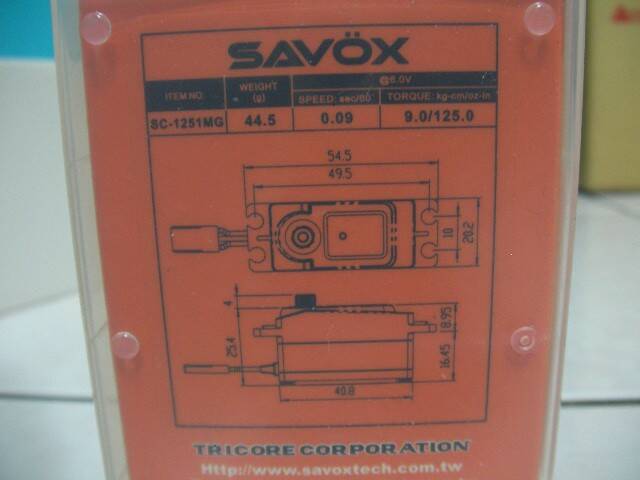 SAVÖX
ITEM NO. WEIGHT (g) @6.0V
SPEED: sec/60° TORQUE: kg-cm/oz-in
SC-1251MG 44.5 0.09 9.0/125.0
54.5
49.5
10
20.2
4
25.4
8.95
16.45
40.8
TRICORE CORPORATION
Http://www.savoxtech.com.tw